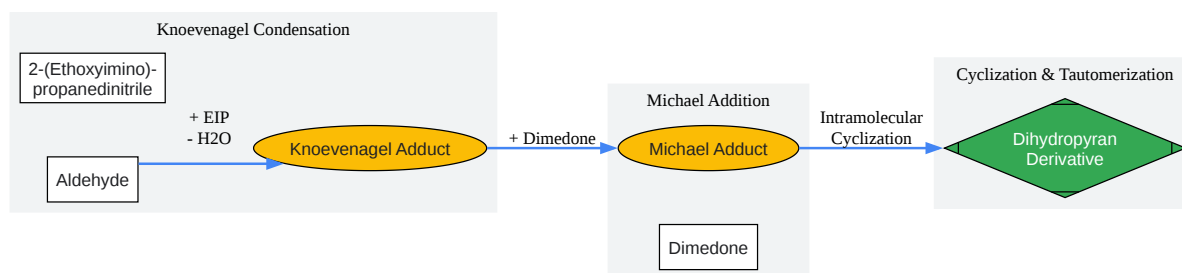 Knoevenagel Condensation
2-(Ethoxyimino)-
propanedinitrile
+ EIP
- H2O
Aldehyde
Knoevenagel Adduct
+ Dimedone
Michael Addition
Michael Adduct
Dimedone
Intramolecular
Cyclization
Cyclization & Tautomerization
Dihydropyran
Derivative